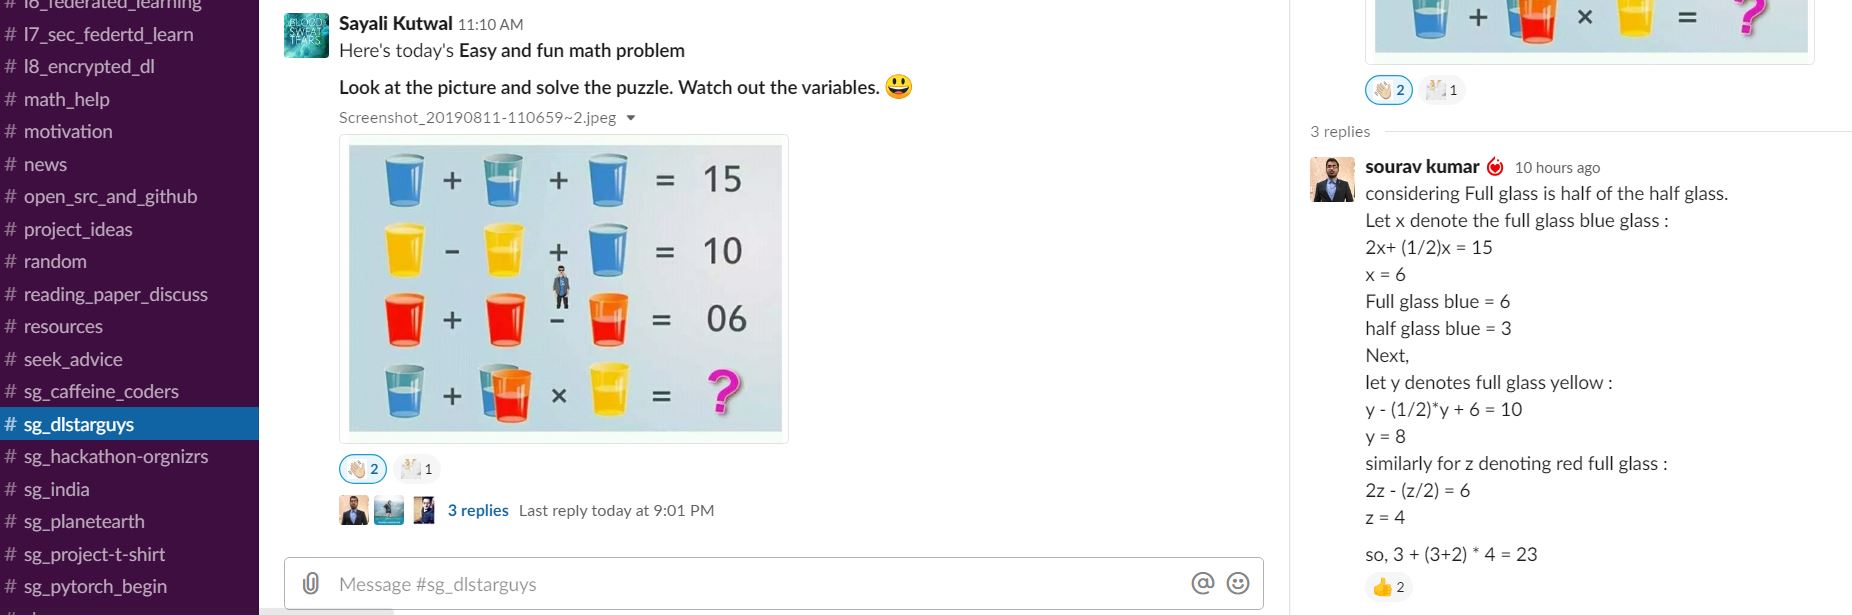 # l6_federated_learning
# l7_sec_federtd_learn
# l8_encrypted_dl
# math_help
# motivation
# news
# open_src_and_github
# project_ideas
# random
# reading_paper_discuss
# resources
# seek_advice
# sg_caffeine_coders
# sg_dlstarguys
# sg_hackathon-orgnizrs
# sg_india
# sg_planetearth
# sg_project-t-shirt
# sg_pytorch_begin
BLOOD
SWEAT
TEARS
Sayali Kutwal 11:10 AM
Here's today's Easy and fun math problem
Look at the picture and solve the puzzle. Watch out the variables. 😃
Screenshot_20190811-110659~2.jpeg
+ + = 15
- + = 10
+ - = 06
+ × = ?
2 1
3 replies Last reply today at 9:01 PM
Message #sg_dlstarguys
+ × = ?
2 1
3 replies
sourav kumar 10 hours ago
considering Full glass is half of the half glass.
Let x denote the full glass blue glass :
2x+ (1/2)x = 15
x = 6
Full glass blue = 6
half glass blue = 3
Next,
let y denotes full glass yellow :
y - (1/2)*y + 6 = 10
y = 8
similarly for z denoting red full glass :
2z - (z/2) = 6
z = 4
so, 3 + (3+2) * 4 = 23
2